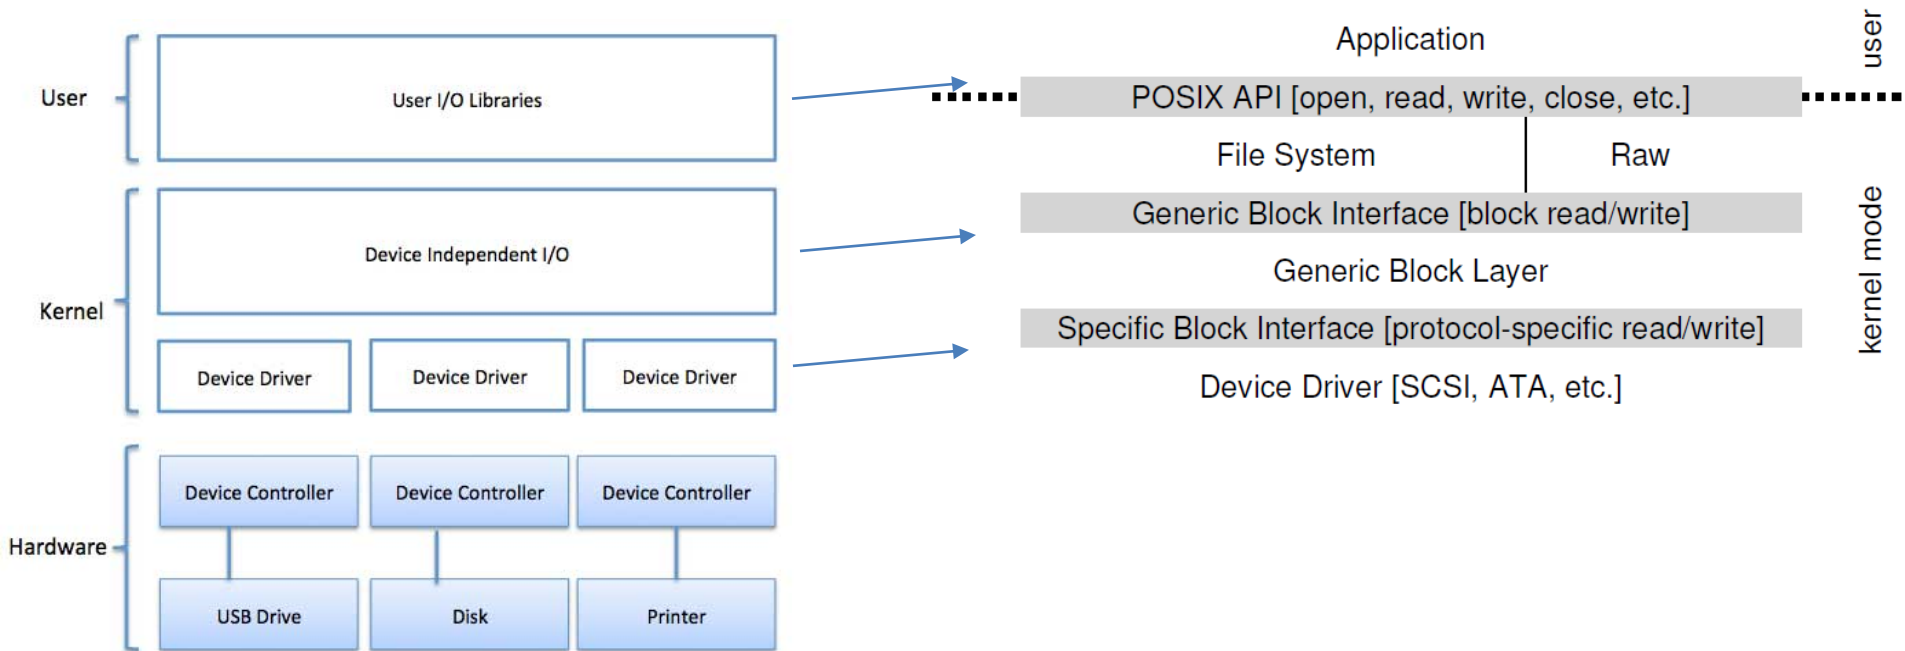 User
User I/O Libraries
Kernel
Device Independent I/O
Device Driver
Device Driver
Device Driver
Hardware
Device Controller
Device Controller
Device Controller
USB Drive
Disk
Printer
Application
user
POSIX API [open, read, write, close, etc.]
File System
Raw
Generic Block Interface [block read/write]
Generic Block Layer
kernel mode
Specific Block Interface [protocol-specific read/write]
Device Driver [SCSI, ATA, etc.]